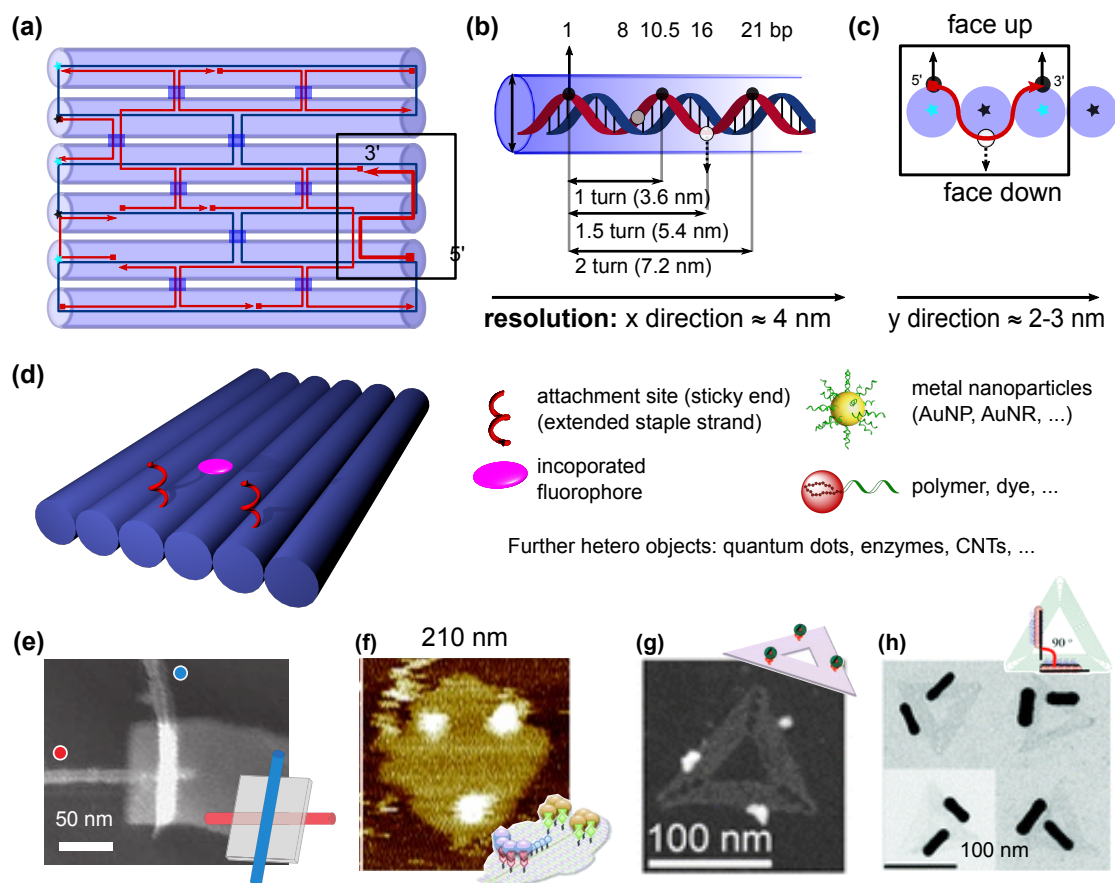 (a)
3'
5'
(b)
1 8 10.5 16 21 bp
1 turn (3.6 nm)
1.5 turn (5.4 nm)
2 turn (7.2 nm)
resolution: x direction ≈ 4 nm
(c)
face up
5'
3'
face down
y direction ≈ 2-3 nm
(d)
attachment site (sticky end)
(extended staple strand)
incoporated
fluorophore
metal nanoparticles
(AuNP, AuNR, ...)
polymer, dye, ...
Further hetero objects: quantum dots, enzymes, CNTs, ...
(e)
50 nm
(f)
210 nm
(g)
100 nm
(h)
90 °
100 nm